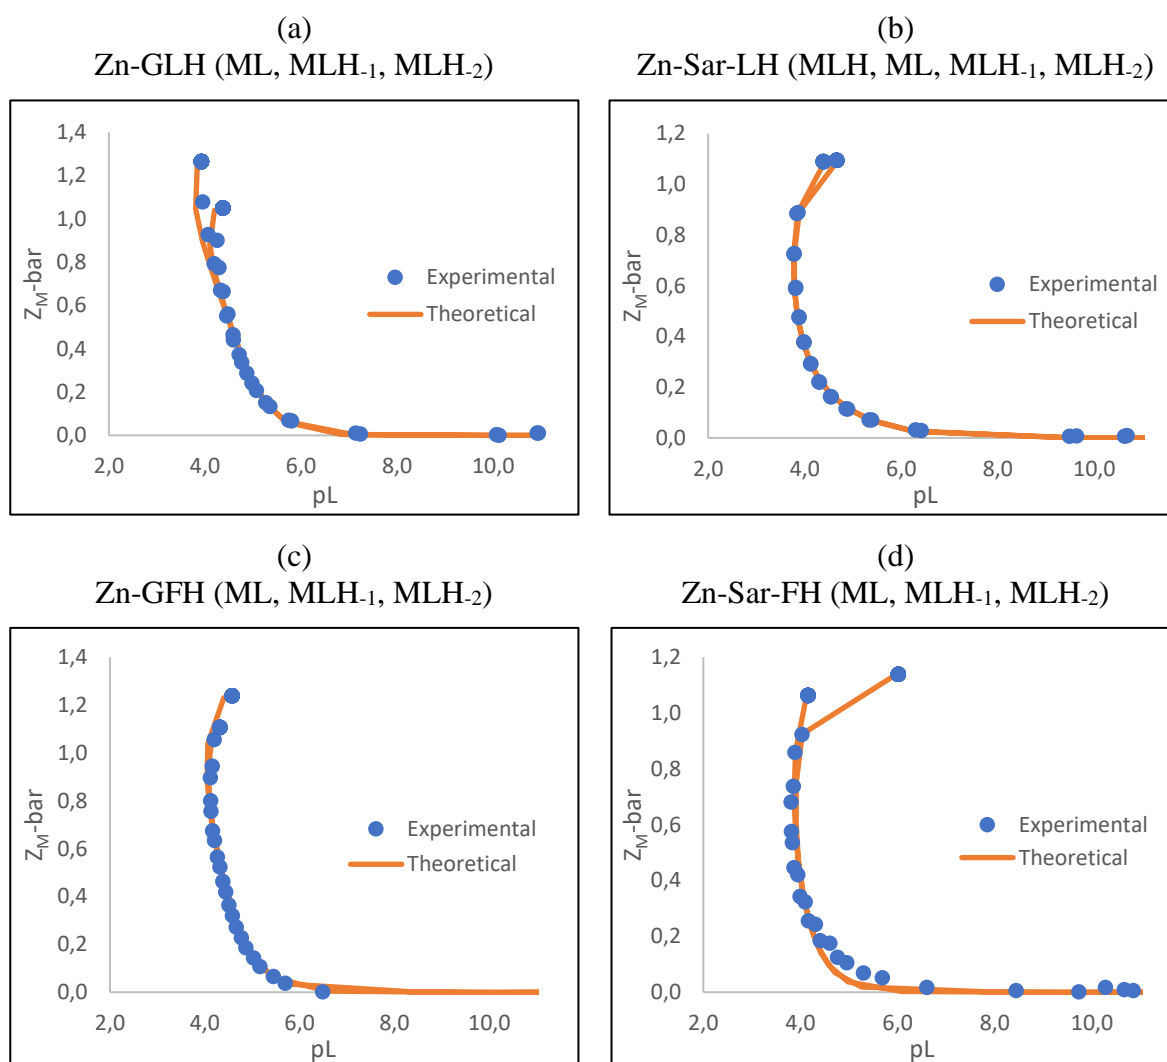 (a)
Zn-GLH (ML, MLH-1, MLH-2)
1,4
1,2
1,0
0,8
0,6
0,4
0,2
0,0
ZM-bar
2,0 4,0 6,0 8,0 10,0
pL
Experimental
Theoretical
(b)
Zn-Sar-LH (MLH, ML, MLH-1, MLH-2)
1,2
1,0
0,8
0,6
0,4
0,2
0,0
ZM-bar
2,0 4,0 6,0 8,0 10,0
pL
Experimental
Theoretical
(c)
Zn-GFH (ML, MLH-1, MLH-2)
1,4
1,2
1,0
0,8
0,6
0,4
0,2
0,0
ZM-bar
2,0 4,0 6,0 8,0 10,0
pL
Experimental
Theoretical
(d)
Zn-Sar-FH (ML, MLH-1, MLH-2)
1,2
1,0
0,8
0,6
0,4
0,2
0,0
ZM-bar
2,0 4,0 6,0 8,0 10,0
pL
Experimental
Theoretical